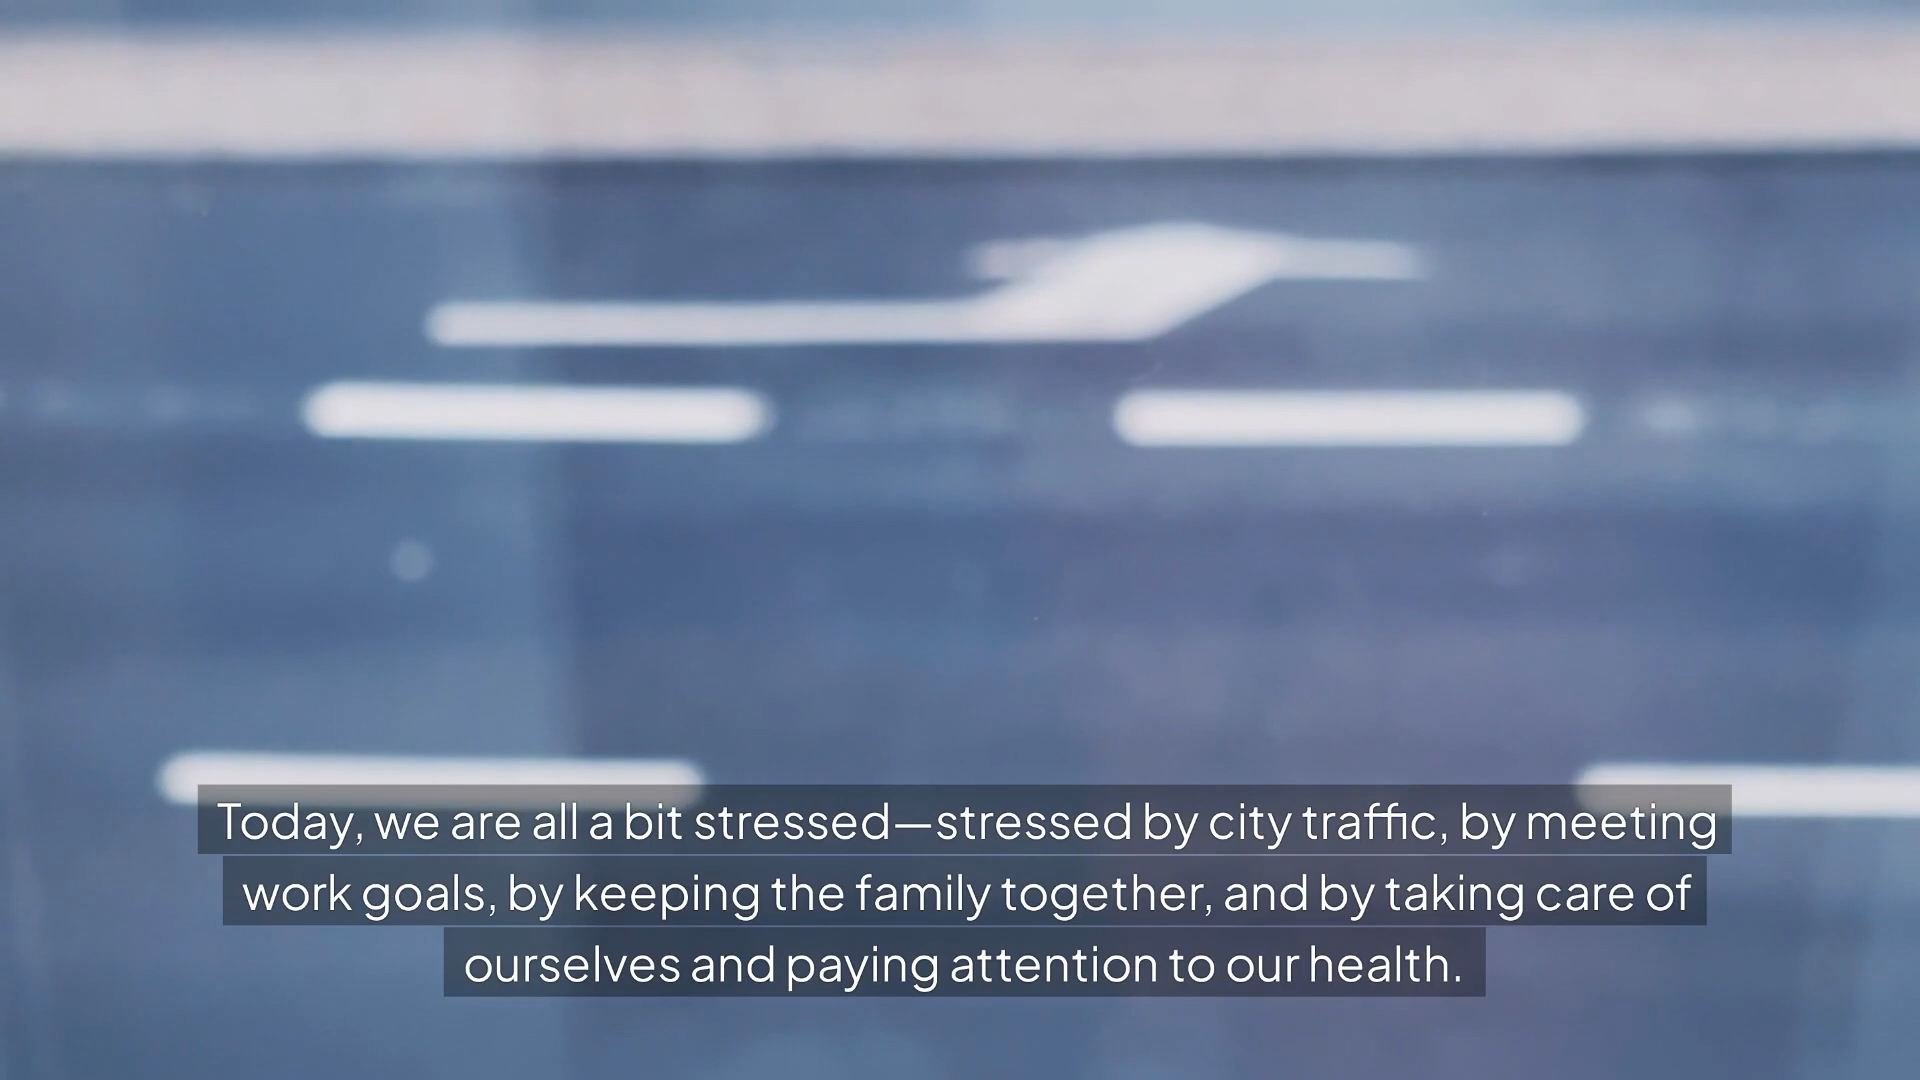 Today, we are all a bit stressed—stressed by city traffic, by meeting
work goals, by keeping the family together, and by taking care of
ourselves and paying attention to our health.